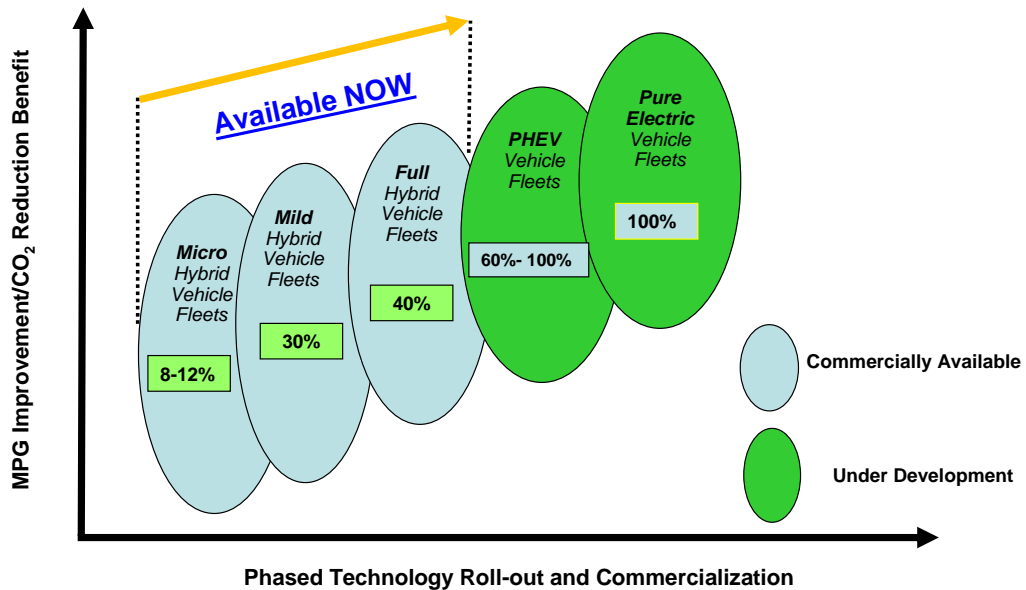 MPG Improvement/CO₂ Reduction Benefit
Available NOW
Micro
Hybrid
Vehicle
Fleets
8-12%
Mild
Hybrid
Vehicle
Fleets
30%
Full
Hybrid
Vehicle
Fleets
40%
PHEV
Vehicle
Fleets
60%- 100%
Pure
Electric
Vehicle
Fleets
100%
Commercially Available
Under Development
Phased Technology Roll-out and Commercialization